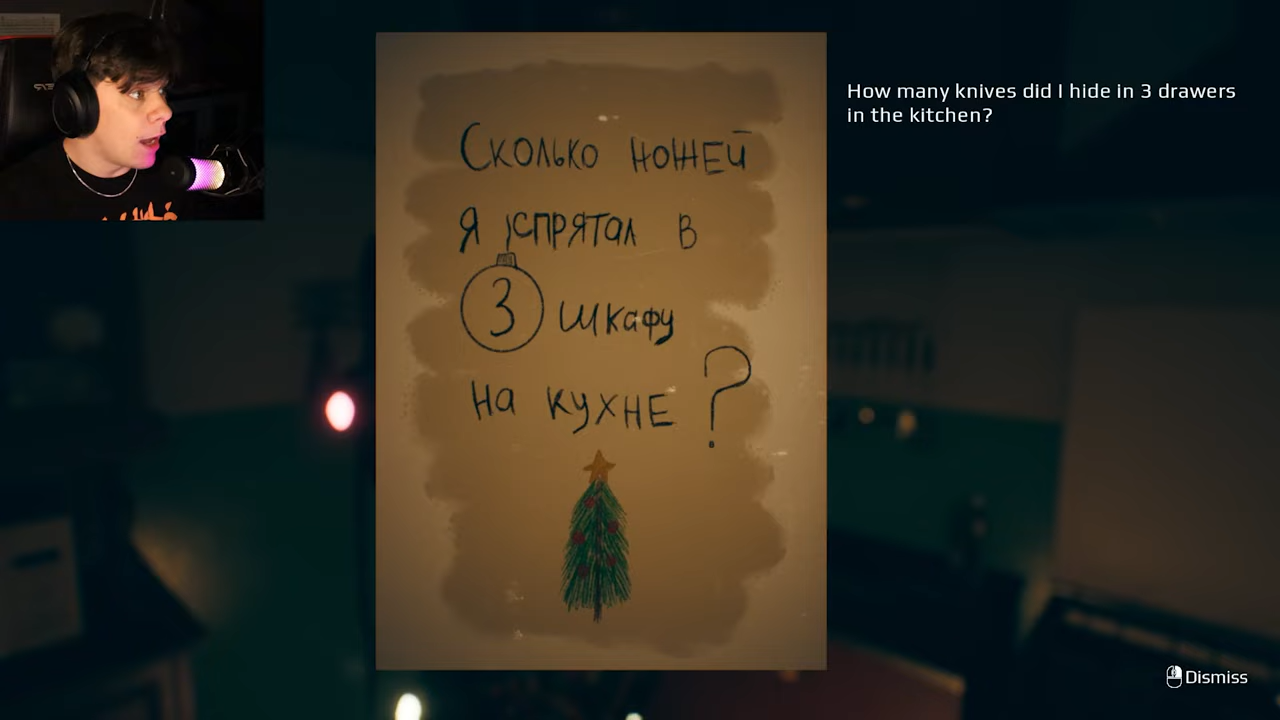 Сколько ножей
я спрятал в
3 шкафу
на кухне?
How many knives did I hide in 3 drawers
in the kitchen?
Dismiss